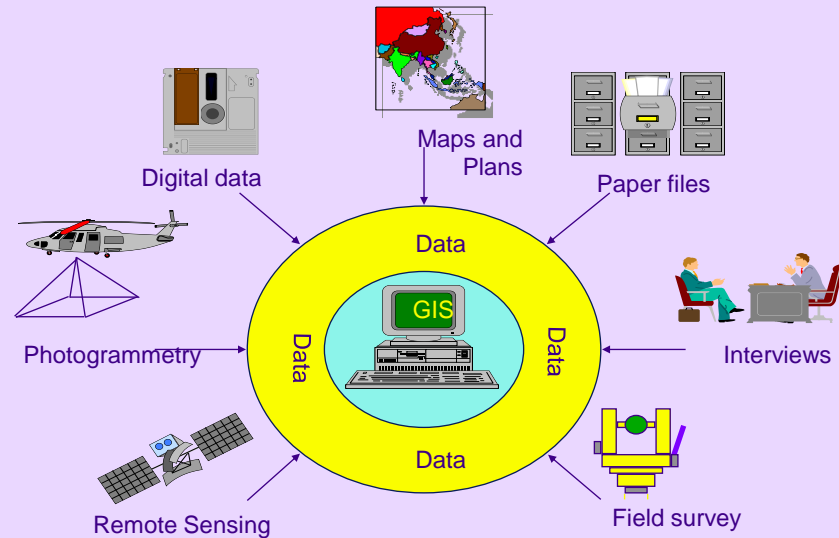 Maps and
Plans
Digital data
Paper files
Data
GIS
Photogrammetry
Data
Data
Interviews
Data
Remote Sensing
Field survey